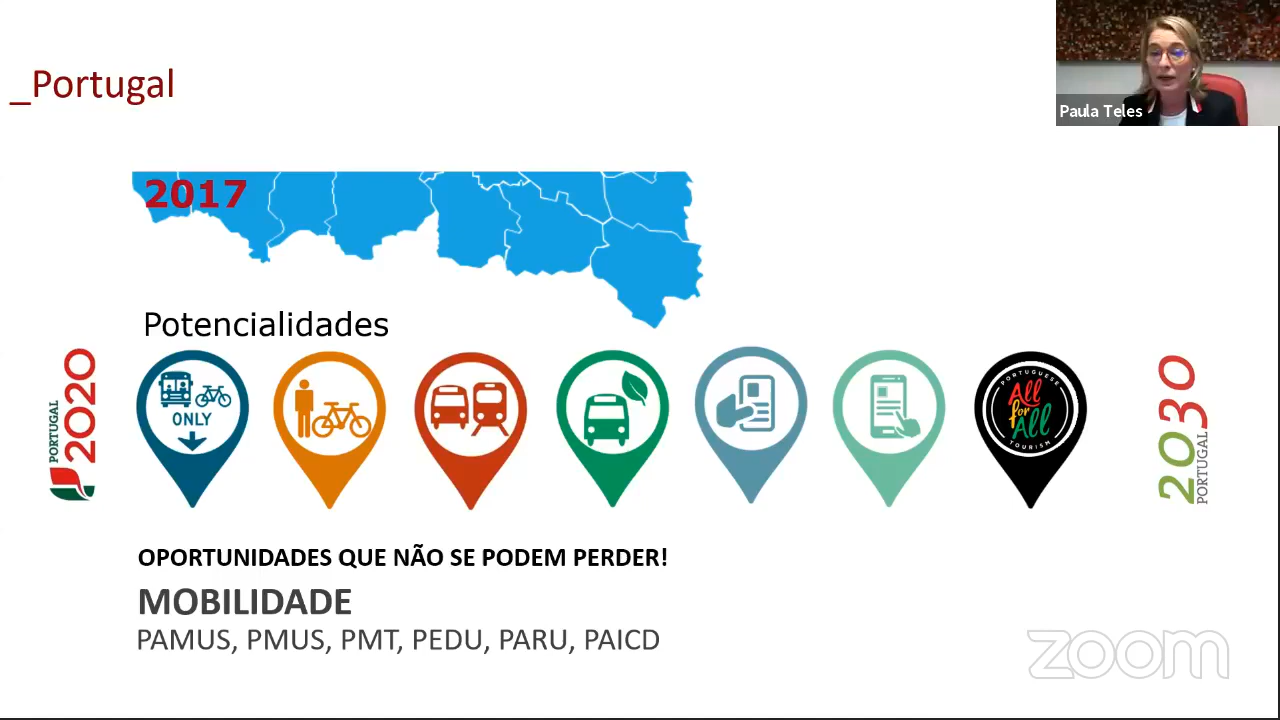 _Portugal
Paula Teles
2017
Potencialidades
PORTUGAL
2020
ONLY
PORTUGUESE
All
for
All
TOURISM
2030
PORTUGAL
OPORTUNIDADES QUE NÃO SE PODEM PERDER!
MOBILIDADE
PAMUS, PMUS, PMT, PEDU, PARU, PAICD
zoom